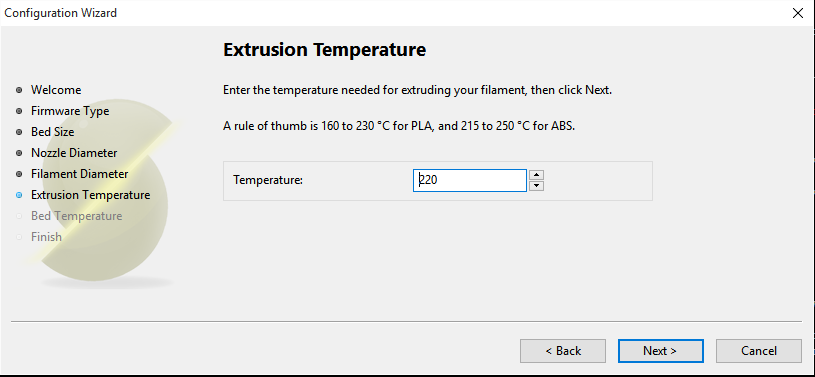 Configuration Wizard
Extrusion Temperature
Enter the temperature needed for extruding your filament, then click Next.
A rule of thumb is 160 to 230 °C for PLA, and 215 to 250 °C for ABS.
Welcome
Firmware Type
Bed Size
Nozzle Diameter
Filament Diameter
Extrusion Temperature
Bed Temperature
Finish
Temperature: 220
< Back Next > Cancel